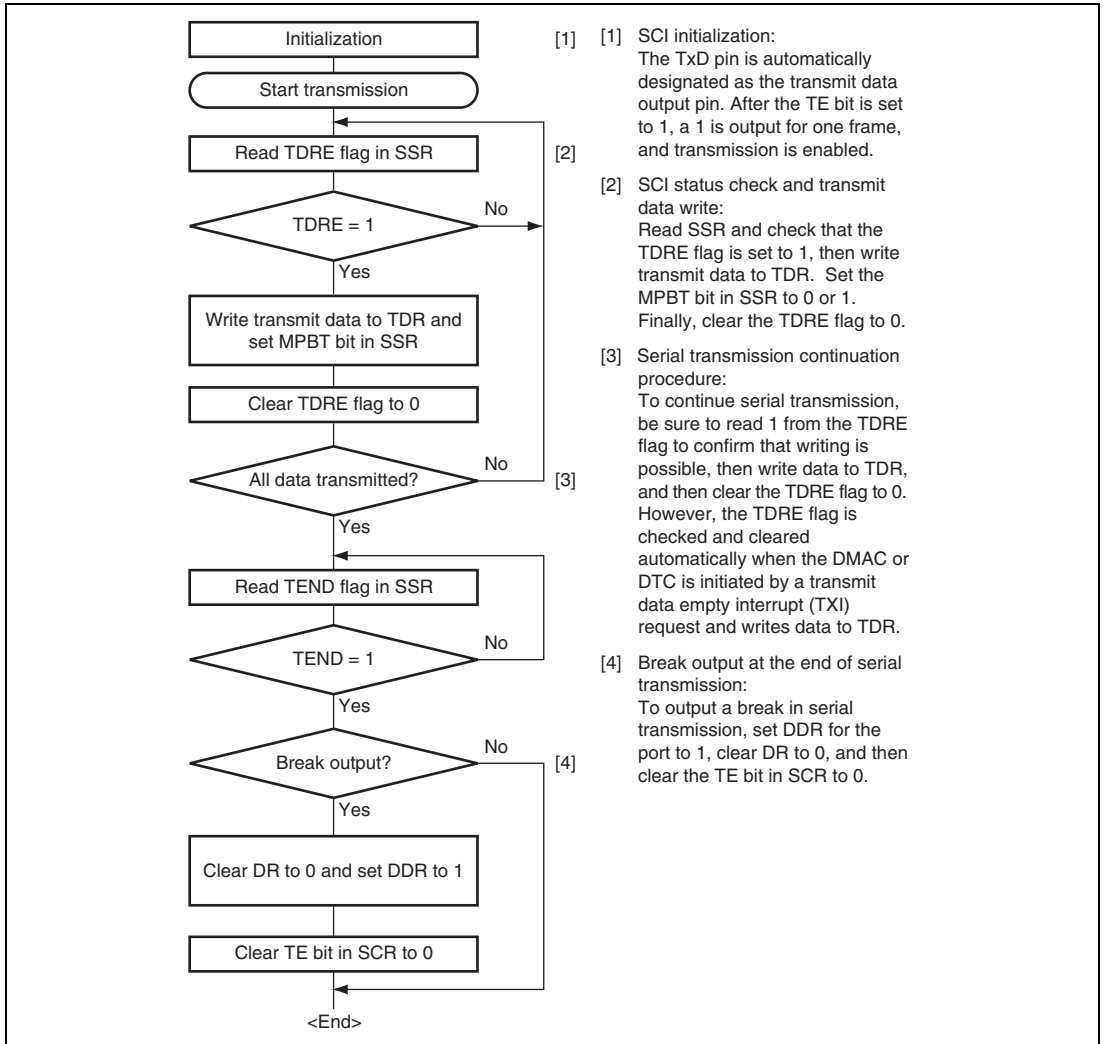 Initialization
[1]
Start transmission
Read TDRE flag in SSR
[2]
TDRE = 1
No
Yes
Write transmit data to TDR and
set MPBT bit in SSR
Clear TDRE flag to 0
All data transmitted?
No
[3]
Yes
Read TEND flag in SSR
TEND = 1
No
Yes
Break output?
No
[4]
Yes
Clear DR to 0 and set DDR to 1
Clear TE bit in SCR to 0
<End>
[1] SCI initialization:
The TxD pin is automatically
designated as the transmit data
output pin. After the TE bit is set
to 1, a 1 is output for one frame,
and transmission is enabled.
[2] SCI status check and transmit
data write:
Read SSR and check that the
TDRE flag is set to 1, then write
transmit data to TDR. Set the
MPBT bit in SSR to 0 or 1.
Finally, clear the TDRE flag to 0.
[3] Serial transmission continuation
procedure:
To continue serial transmission,
be sure to read 1 from the TDRE
flag to confirm that writing is
possible, then write data to TDR,
and then clear the TDRE flag to 0.
However, the TDRE flag is
checked and cleared
automatically when the DMAC or
DTC is initiated by a transmit
data empty interrupt (TXI)
request and writes data to TDR.
[4] Break output at the end of serial
transmission:
To output a break in serial
transmission, set DDR for the
port to 1, clear DR to 0, and then
clear the TE bit in SCR to 0.